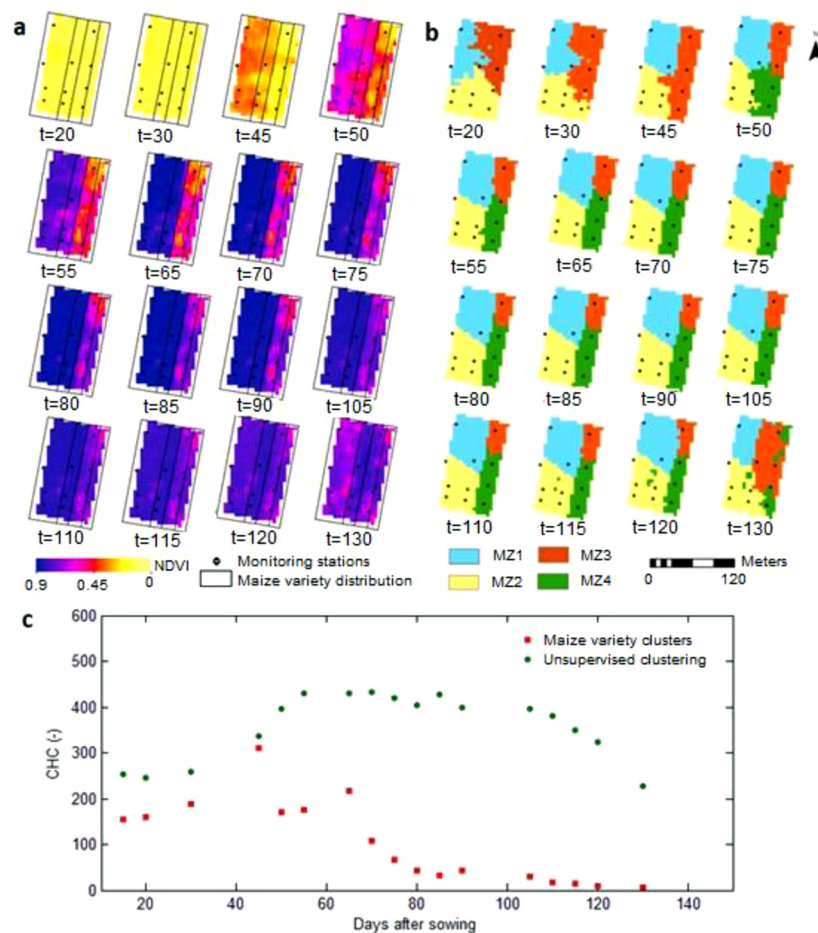 a
b
t=20 t=30 t=45 t=50
t=20 t=30 t=45 t=50
t=55 t=65 t=70 t=75
t=55 t=65 t=70 t=75
t=80 t=85 t=90 t=105
t=80 t=85 t=90 t=105
t=110 t=115 t=120 t=130
t=110 t=115 t=120 t=130
NDVI
0.9 0.45 0
Monitoring stations
Maize variety distribution
MZ1 MZ3
MZ2 MZ4
Meters
0 120
c
600
500
400
300
200
100
0
CHC (-)
Maize variety clusters
Unsupervised clustering
20 40 60 80 100 120 140
Days after sowing